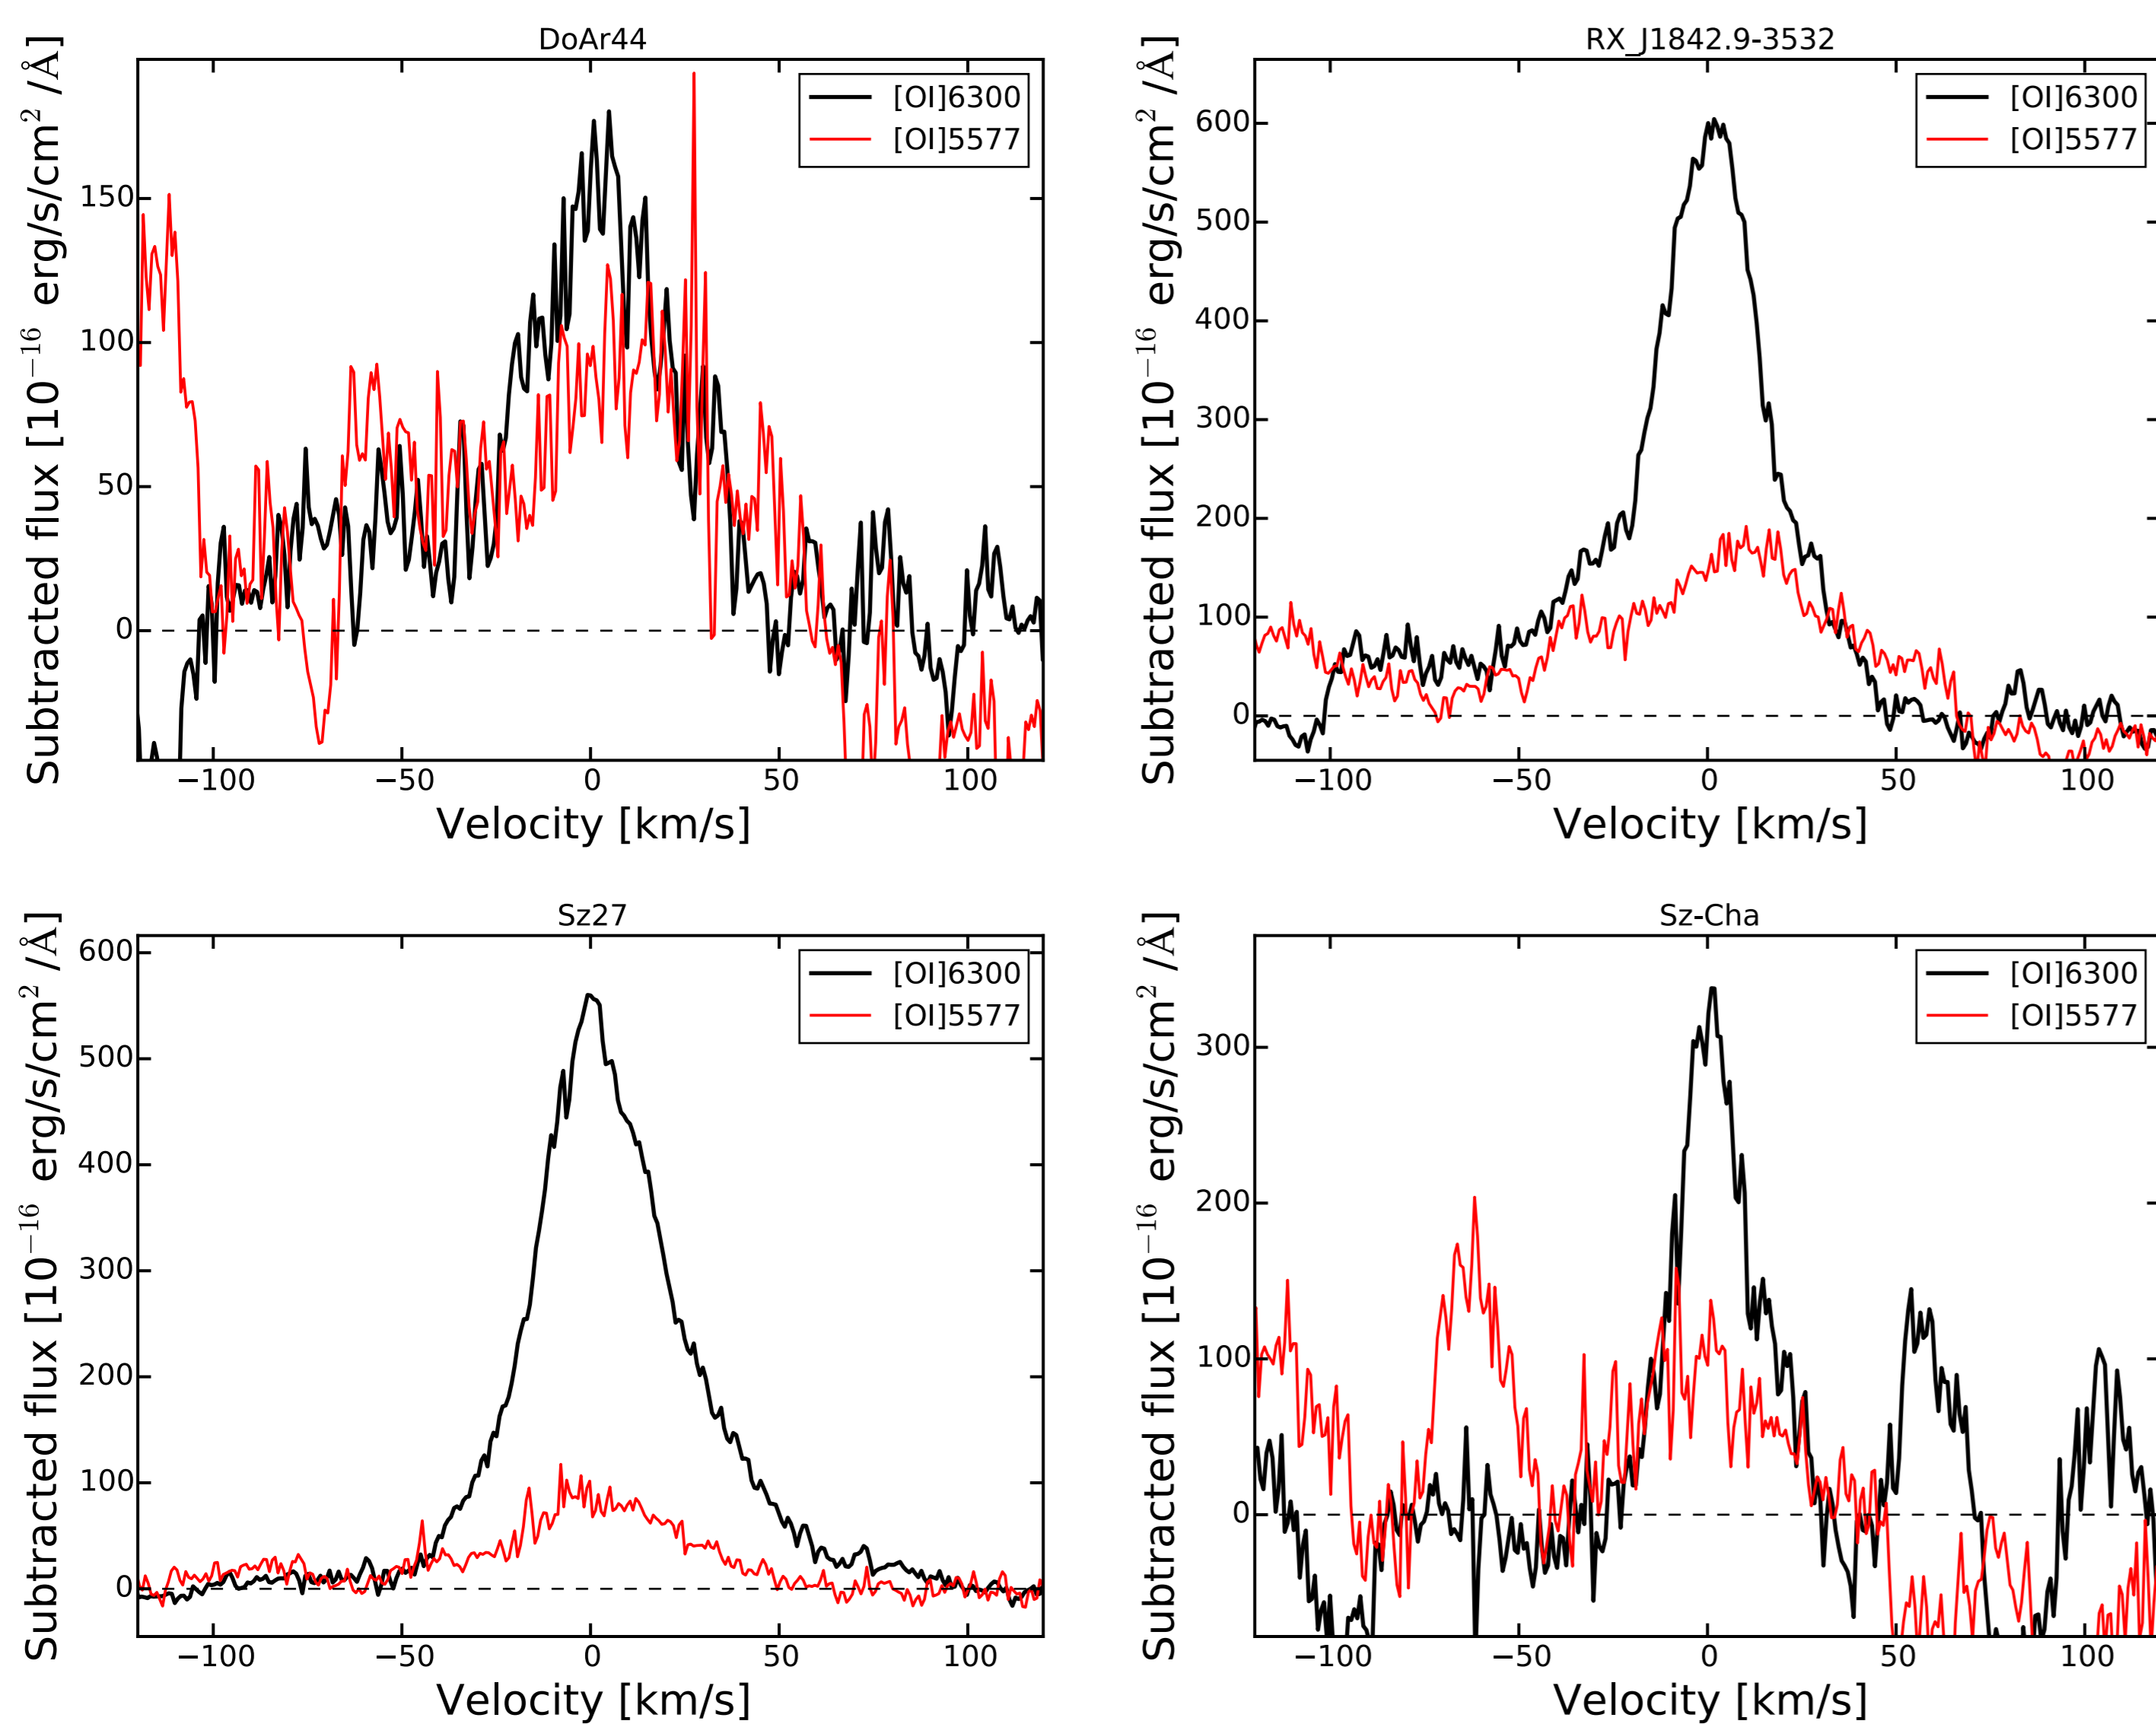 DoAr44
Subtracted flux [10⁻¹⁶ erg/s/cm² /Å]
150
100
50
0
[OI]6300
[OI]5577
−100 −50 0 50 100
Velocity [km/s]
RX_J1842.9-3532
Subtracted flux [10⁻¹⁶ erg/s/cm² /Å]
600
500
400
300
200
100
0
[OI]6300
[OI]5577
−100 −50 0 50 100
Velocity [km/s]
Sz27
Subtracted flux [10⁻¹⁶ erg/s/cm² /Å]
600
500
400
300
200
100
0
[OI]6300
[OI]5577
−100 −50 0 50 100
Velocity [km/s]
Sz-Cha
Subtracted flux [10⁻¹⁶ erg/s/cm² /Å]
300
200
100
0
[OI]6300
[OI]5577
−100 −50 0 50 100
Velocity [km/s]